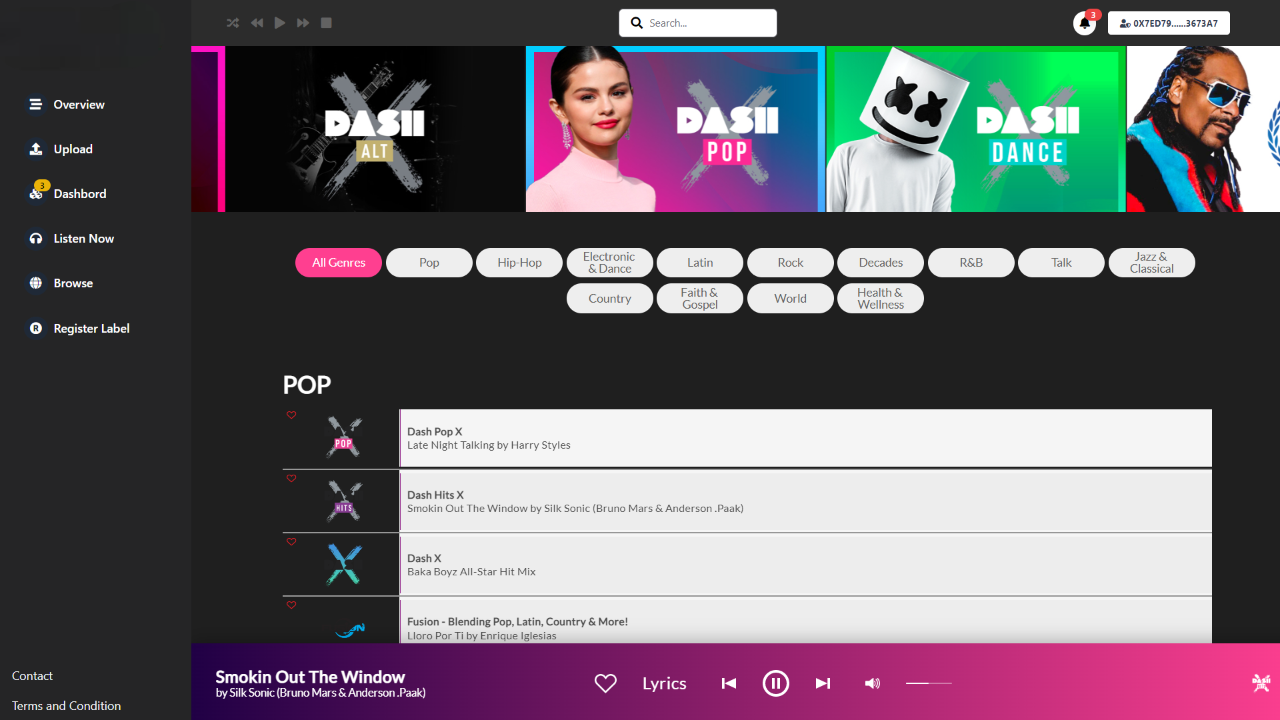 Search...
3
0X7ED79......3673A7
Overview
Upload
3
Dashbord
Listen Now
Browse
Register Label
Contact
Terms and Condition
DASH
ALT
DASH
POP
DASH
DANCE
All Genres
Pop
Hip-Hop
Electronic
& Dance
Latin
Rock
Decades
R&B
Talk
Jazz &
Classical
Country
Faith &
Gospel
World
Health &
Wellness
POP
POP
Dash Pop X
Late Night Talking by Harry Styles
HITS
Dash Hits X
Smokin Out The Window by Silk Sonic (Bruno Mars & Anderson .Paak)
Dash X
Baka Boyz All-Star Hit Mix
Fusion - Blending Pop, Latin, Country & More!
Lloro Por Ti by Enrique Iglesias
Smokin Out The Window
by Silk Sonic (Bruno Mars & Anderson .Paak)
Lyrics
DASH